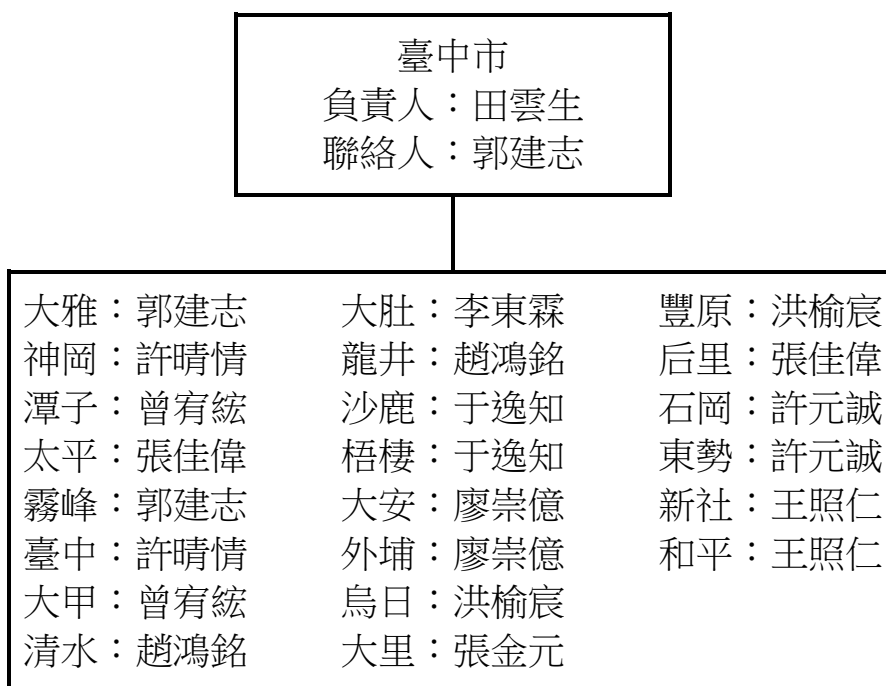 臺中市
負責人：田雲生
聯絡人：郭建志
大雅：郭建志
神岡：許晴情
潭子：曾宥綋
太平：張佳偉
霧峰：郭建志
臺中：許晴情
大甲：曾宥綋
清水：趙鴻銘
大肚：李東霖
龍井：趙鴻銘
沙鹿：于逸知
梧棲：于逸知
大安：廖崇億
外埔：廖崇億
烏日：洪榆宸
大里：張金元
豐原：洪榆宸
后里：張佳偉
石岡：許元誠
東勢：許元誠
新社：王照仁
和平：王照仁